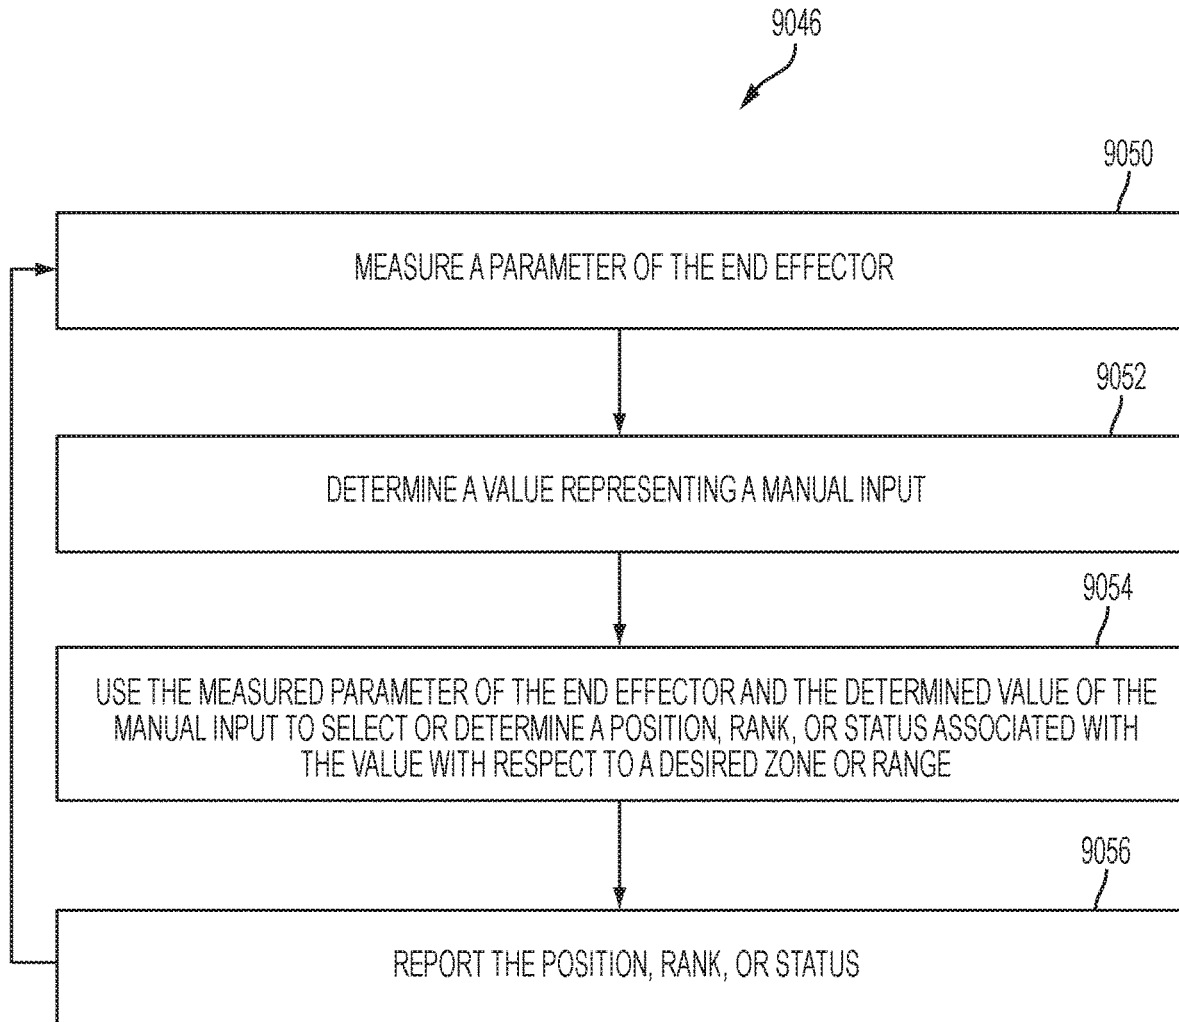 9046
9050
MEASURE A PARAMETER OF THE END EFFECTOR
9052
DETERMINE A VALUE REPRESENTING A MANUAL INPUT
9054
USE THE MEASURED PARAMETER OF THE END EFFECTOR AND THE DETERMINED VALUE OF THE
MANUAL INPUT TO SELECT OR DETERMINE A POSITION, RANK, OR STATUS ASSOCIATED WITH
THE VALUE WITH RESPECT TO A DESIRED ZONE OR RANGE
9056
REPORT THE POSITION, RANK, OR STATUS